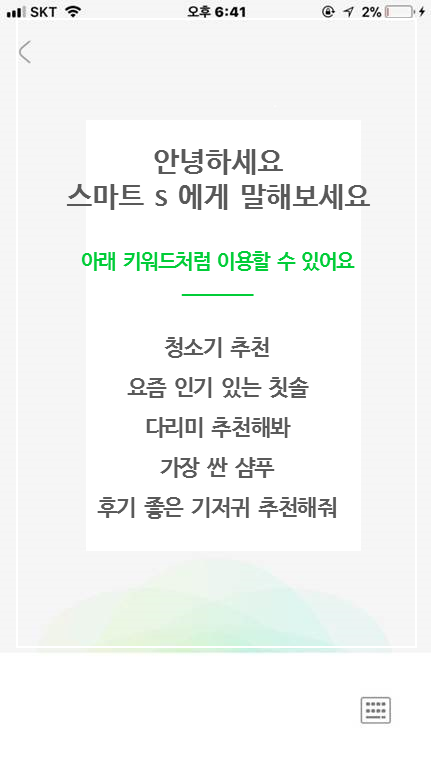 SKT 오후 6:41 2%
안녕하세요
스마트 s 에게 말해보세요
아래 키워드처럼 이용할 수 있어요
청소기 추천
요즘 인기 있는 칫솔
다리미 추천해봐
가장 싼 샴푸
후기 좋은 기저귀 추천해줘